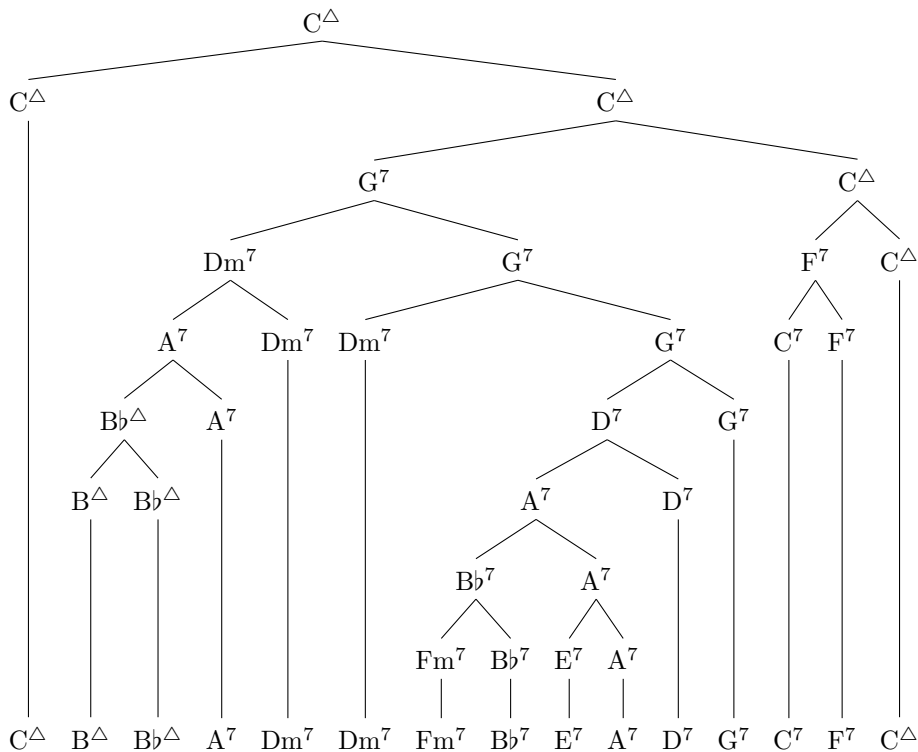 C△
C△ C△
G⁷ C△
Dm⁷ G⁷ F⁷ C△
A⁷ Dm⁷ Dm⁷ G⁷ C⁷ F⁷
B♭△ A⁷ D⁷ G⁷
B△ B♭△ A⁷ D⁷
B♭⁷ A⁷
Fm⁷ B♭⁷ E⁷ A⁷
C△ B△ B♭△ A⁷ Dm⁷ Dm⁷ Fm⁷ B♭⁷ E⁷ A⁷ D⁷ G⁷ C⁷ F⁷ C△